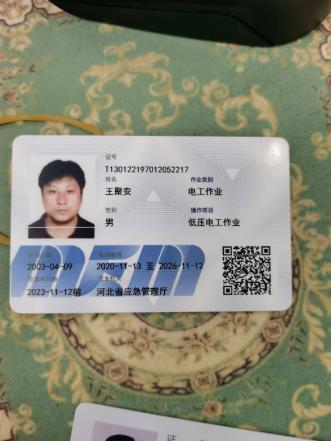 证号
T130122197012052217
姓名 作业类别
王聚安 电工作业
性别 操作项目
男 低压电工作业
2003-04-09 2020-11-13 至 2026-11-12
2023-11-12前 河北省应急管理厅
证